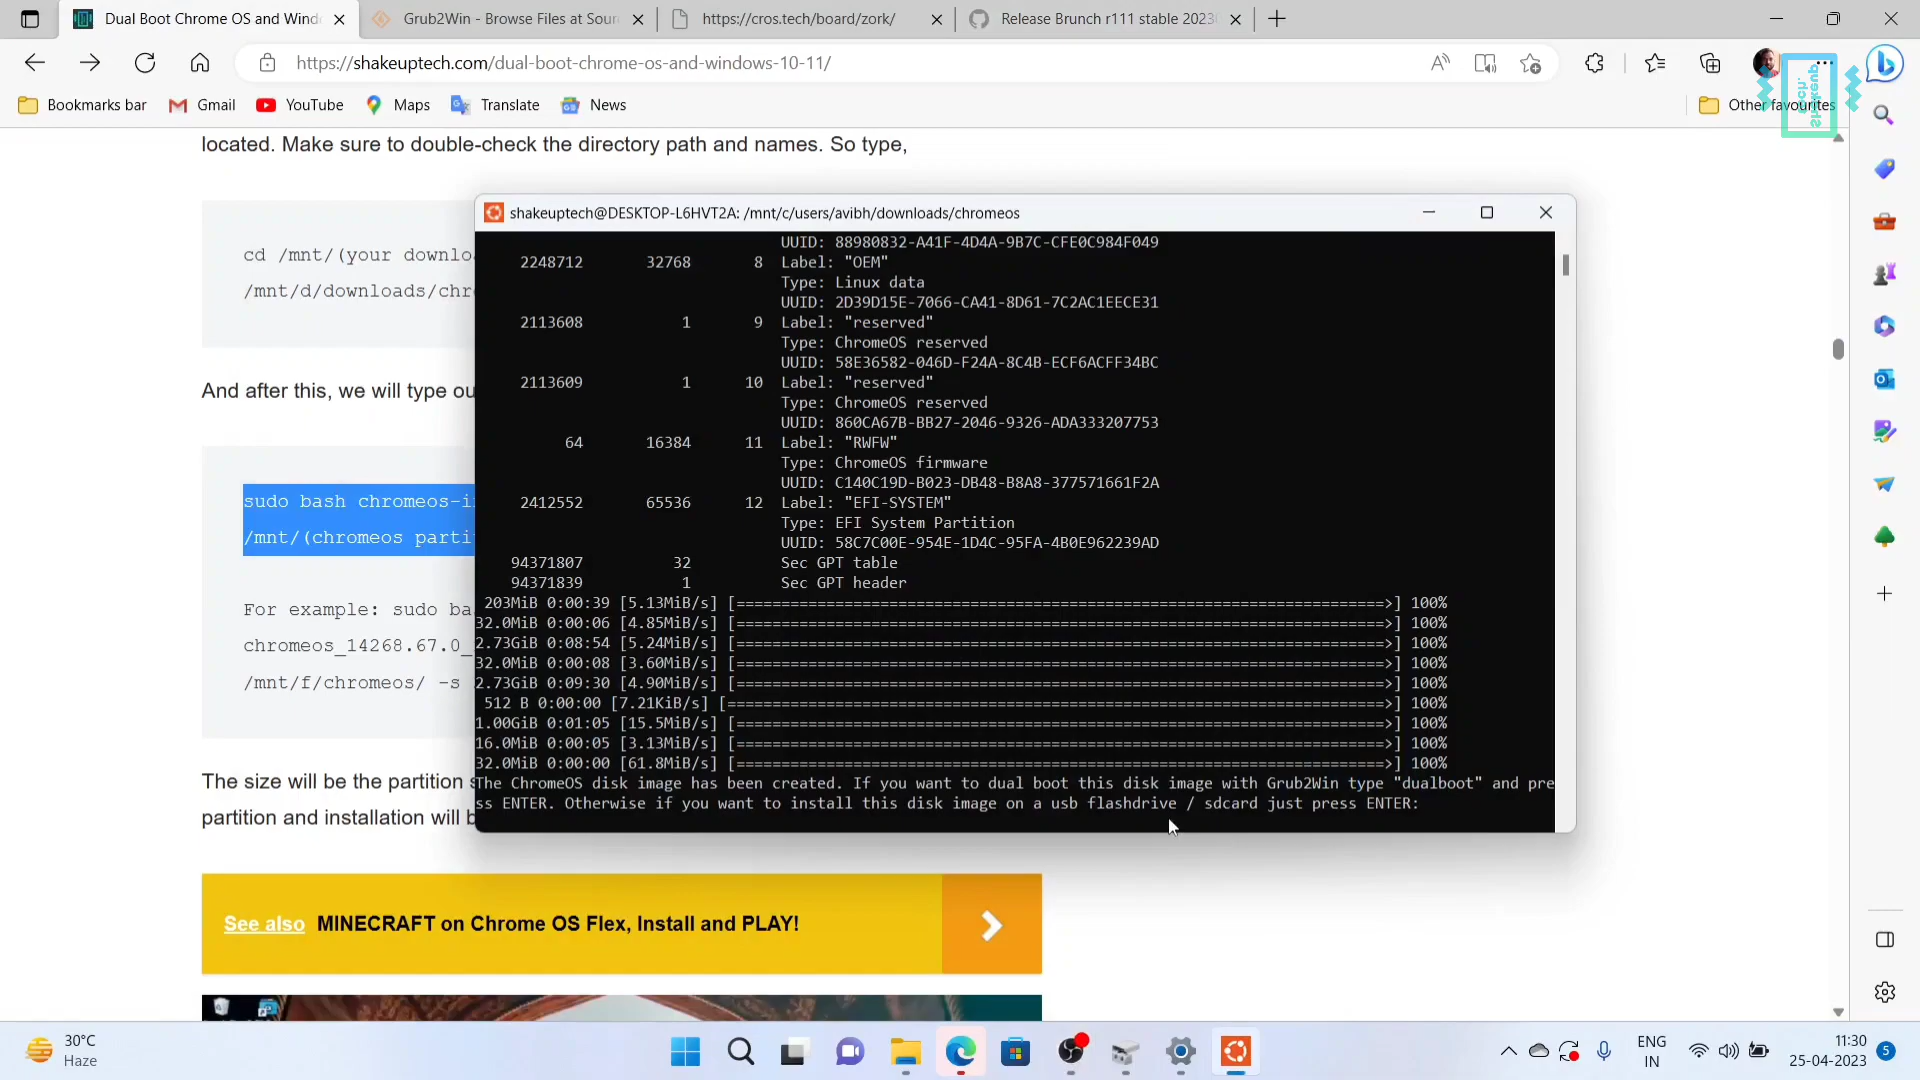 Dual Boot Chrome OS and Wind
Grub2Win - Browse Files at Sour
https://cros.tech/board/zork/
Release Brunch r111 stable 2023
https://shakeuptech.com/dual-boot-chrome-os-and-windows-10-11/
Bookmarks bar
Gmail
YouTube
Maps
Translate
News
Other favourites
located. Make sure to double-check the directory path and names. So type,
cd /mnt/(your downlo
/mnt/d/downloads/chr
And after this, we will type ou
sudo bash chromeos-i
/mnt/(chromeos parti
For example: sudo ba
chromeos_14268.67.0_
/mnt/f/chromeos/ -s
The size will be the partition s
partition and installation will b
shakeuptech@DESKTOP-L6HVT2A: /mnt/c/users/avibh/downloads/chromeos
UUID: 88980832-A41F-4D4A-9B7C-CFE0C984F049
2248712 32768 8 Label: "OEM"
Type: Linux data
UUID: 2D39D15E-7066-CA41-8D61-7C2AC1EECE31
2113608 1 9 Label: "reserved"
Type: ChromeOS reserved
UUID: 58E36582-046D-F24A-8C4B-ECF6ACFF34BC
2113609 1 10 Label: "reserved"
Type: ChromeOS reserved
UUID: 860CA67B-BB27-2046-9326-ADA333207753
64 16384 11 Label: "RWFW"
Type: ChromeOS firmware
UUID: C140C19D-B023-DB48-B8A8-377571661F2A
2412552 65536 12 Label: "EFI-SYSTEM"
Type: EFI System Partition
UUID: 58C7C00E-954E-1D4C-95FA-4B0E962239AD
94371807 32 Sec GPT table
94371839 1 Sec GPT header
203MiB 0:00:39 [5.13MiB/s] [========================================================================>] 100%
32.0MiB 0:00:06 [4.85MiB/s] [========================================================================>] 100%
2.73GiB 0:08:54 [5.24MiB/s] [========================================================================>] 100%
32.0MiB 0:00:08 [3.60MiB/s] [========================================================================>] 100%
2.73GiB 0:09:30 [4.90MiB/s] [========================================================================>] 100%
512 B 0:00:00 [7.21KiB/s] [=========================================================================>] 100%
1.00GiB 0:01:05 [15.5MiB/s] [========================================================================>] 100%
16.0MiB 0:00:05 [3.13MiB/s] [========================================================================>] 100%
32.0MiB 0:00:00 [61.8MiB/s] [========================================================================>] 100%
The ChromeOS disk image has been created. If you want to dual boot this disk image with Grub2Win type "dualboot" and pre
ss ENTER. Otherwise if you want to install this disk image on a usb flashdrive / sdcard just press ENTER:
See also MINECRAFT on Chrome OS Flex, Install and PLAY!
Shakeup
Tech.
30°C
Haze
ENG
IN
11:30
25-04-2023
5